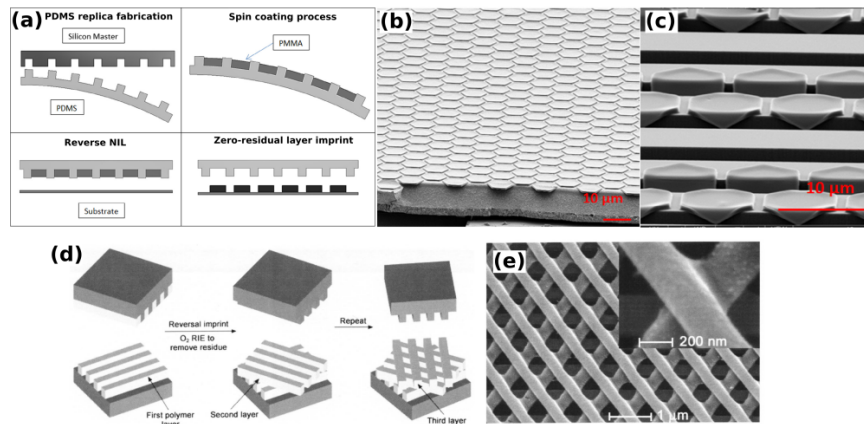 (a)
PDMS replica fabrication
Spin coating process
Silicon Master
PMMA
PDMS
Reverse NIL
Zero-residual layer imprint
Substrate
(b)
10 μm
(c)
10 μm
(d)
Reversal imprint
O₂ RIE to
remove residue
Repeat
First polymer
layer
Second layer
Third layer
(e)
200 nm
1 μm